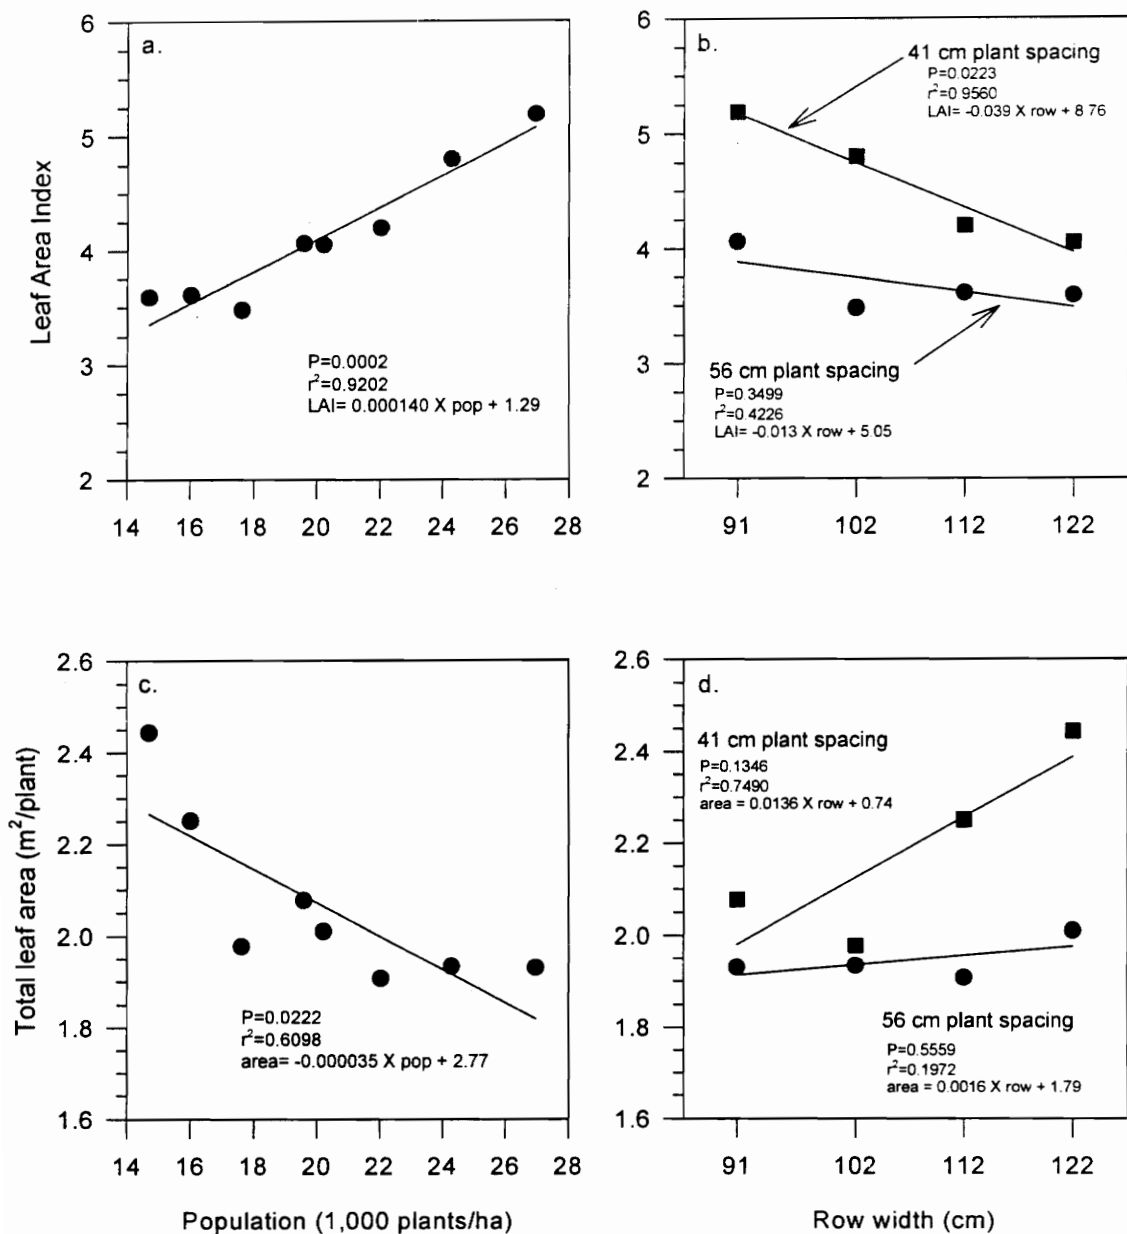 a.
6
5
4
3
2
Leaf Area Index
P=0.0002
r²=0.9202
LAI= 0.000140 X pop + 1.29
14 16 18 20 22 24 26 28
b.
6
5
4
3
2
41 cm plant spacing
P=0.0223
r²=0.9560
LAI= -0.039 X row + 8.76
56 cm plant spacing
P=0.3499
r²=0.4226
LAI= -0.013 X row + 5.05
91 102 112 122
c.
2.6
2.4
2.2
2.0
1.8
1.6
Total leaf area (m²/plant)
P=0.0222
r²=0.6098
area= -0.000035 X pop + 2.77
14 16 18 20 22 24 26 28
Population (1,000 plants/ha)
d.
2.6
2.4
2.2
2.0
1.8
1.6
41 cm plant spacing
P=0.1346
r²=0.7490
area = 0.0136 X row + 0.74
56 cm plant spacing
P=0.5559
r²=0.1972
area = 0.0016 X row + 1.79
91 102 112 122
Row width (cm)